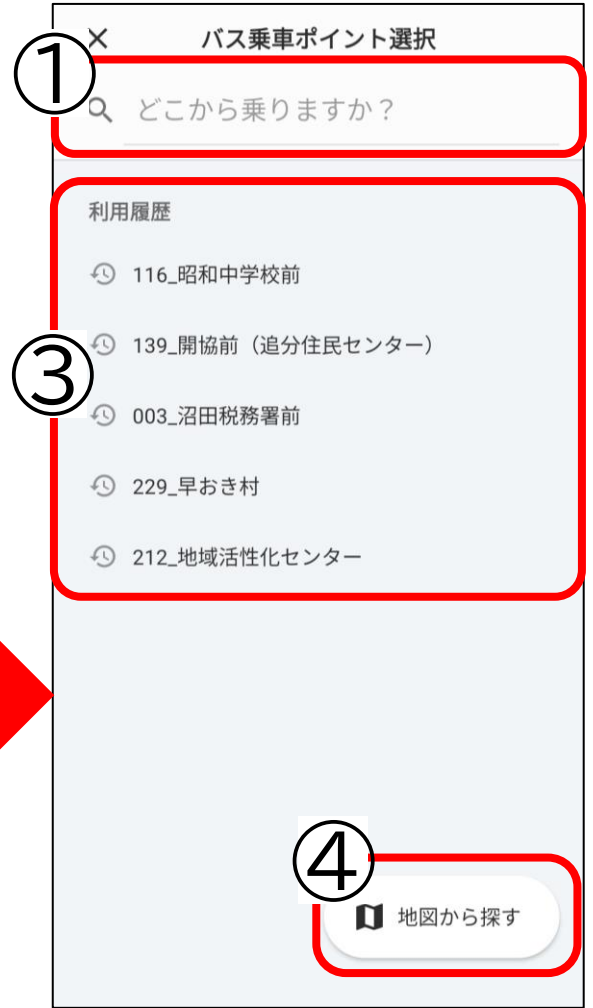 × バス乗車ポイント選択
①
どこから乗りますか？
利用履歴
116_昭和中学校前
139_開協前（追分住民センター）
③
003_沼田税務署前
229_早おき村
212_地域活性化センター
④
地図から探す